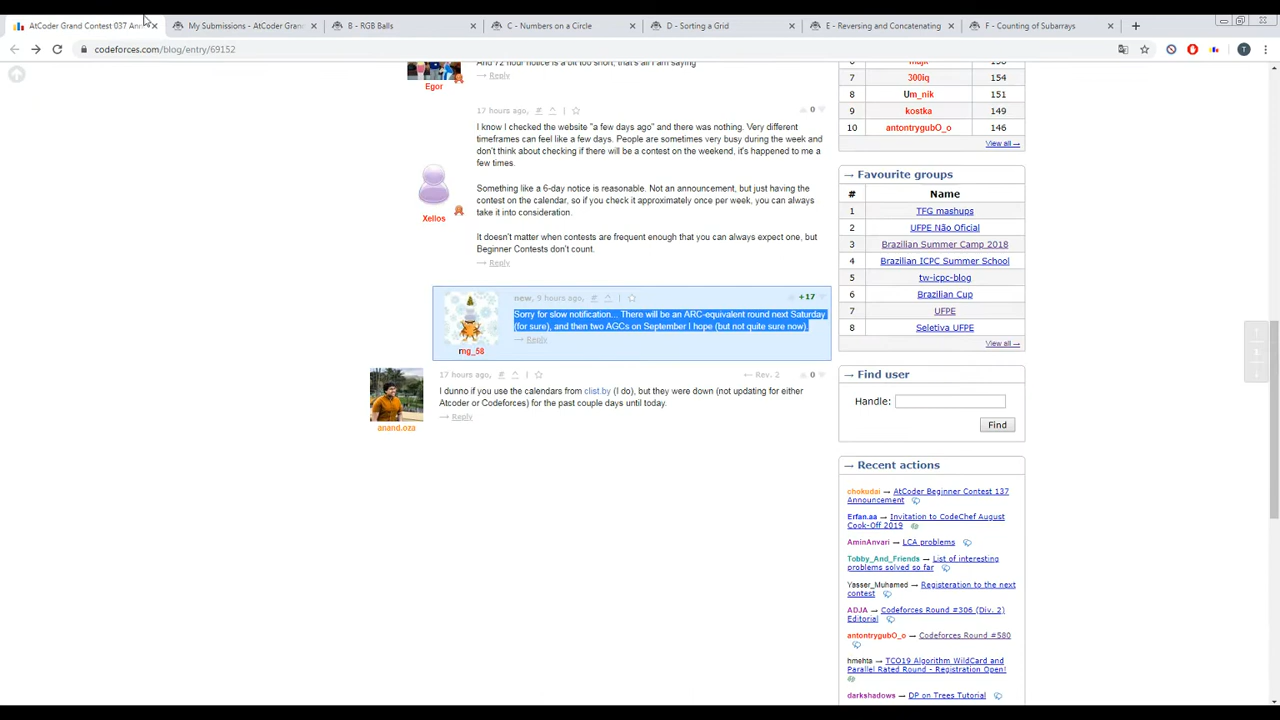 AtCoder Grand Contest 037 Ann
My Submissions - AtCoder Gran
B - RGB Balls
C - Numbers on a Circle
D - Sorting a Grid
E - Reversing and Concatenating
F - Counting of Subarrays
codeforces.com/blog/entry/69152
T
And 72 hour notice is a bit too short, that's all I am saying
→ Reply
Egor
17 hours ago, # ^ |
0
I know I checked the website "a few days ago" and there was nothing. Very different
timeframes can feel like a few days. People are sometimes very busy during the week and
don't think about checking if there will be a contest on the weekend, it's happened to me a
few times.
Something like a 6-day notice is reasonable. Not an announcement, but just having the
contest on the calendar, so if you check it approximately once per week, you can always
take it into consideration.
Xellos
It doesn't matter when contests are frequent enough that you can always expect one, but
Beginner Contests don't count.
→ Reply
new, 9 hours ago, # ^ |
+17
Sorry for slow notification... There will be an ARC-equivalent round next Saturday
(for sure), and then two AGCs on September I hope (but not quite sure now).
→ Reply
rng_58
17 hours ago, # ^ |
← Rev. 2
0
I dunno if you use the calendars from clist.by (I do), but they were down (not updating for either
Atcoder or Codeforces) for the past couple days until today.
→ Reply
anand.oza
7 300iq 154
8 Um_nik 151
9 kostka 149
10 antontrygubO_o 146
View all →
→ Favourite groups
# Name
1 TFG mashups
2 UFPE Não Oficial
3 Brazilian Summer Camp 2018
4 Brazilian ICPC Summer School
5 tw-icpc-blog
6 Brazilian Cup
7 UFPE
8 Seletiva UFPE
View all →
→ Find user
Handle:
Find
→ Recent actions
chokudai → AtCoder Beginner Contest 137
Announcement
Erfan.aa → Invitation to CodeChef August
Cook-Off 2019
AminAnvari → LCA problems
Tobby_And_Friends → List of interesting
problems solved so far
Yasser_Muhamed → Registeration to the next
contest
ADJA → Codeforces Round #306 (Div. 2)
Editorial
antontrygubO_o → Codeforces Round #580
hmehta → TCO19 Algorithm WildCard and
Parallel Rated Round - Registration Open!
darkshadows → DP on Trees Tutorial